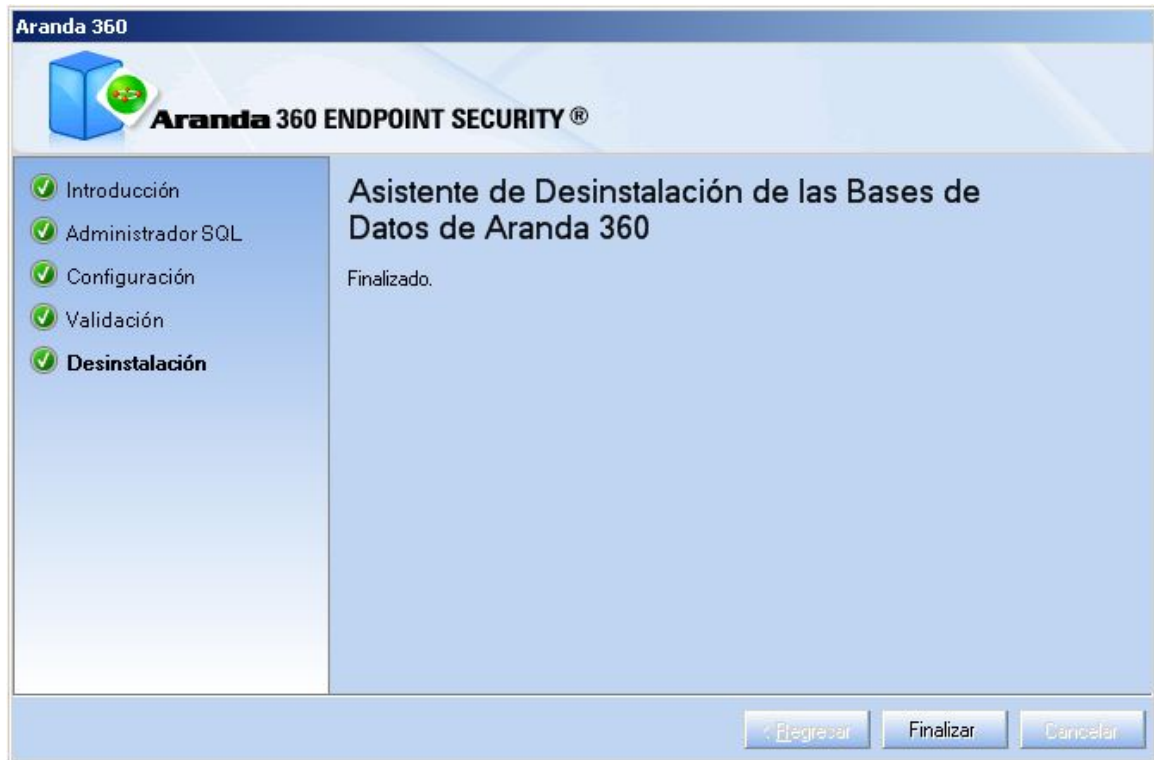 Aranda 360
Aranda 360 ENDPOINT SECURITY ®
Introducción
Administrador SQL
Configuración
Validación
Desinstalación
Asistente de Desinstalación de las Bases de
Datos de Aranda 360
Finalizado.
< Regresar
Finalizar
Cancelar